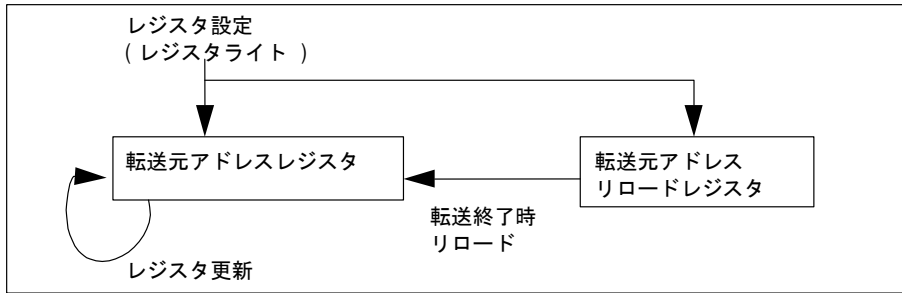 レジスタ設定
( レジスタライト )
転送元アドレスレジスタ
転送元アドレス
リロードレジスタ
転送終了時
リロード
レジスタ更新